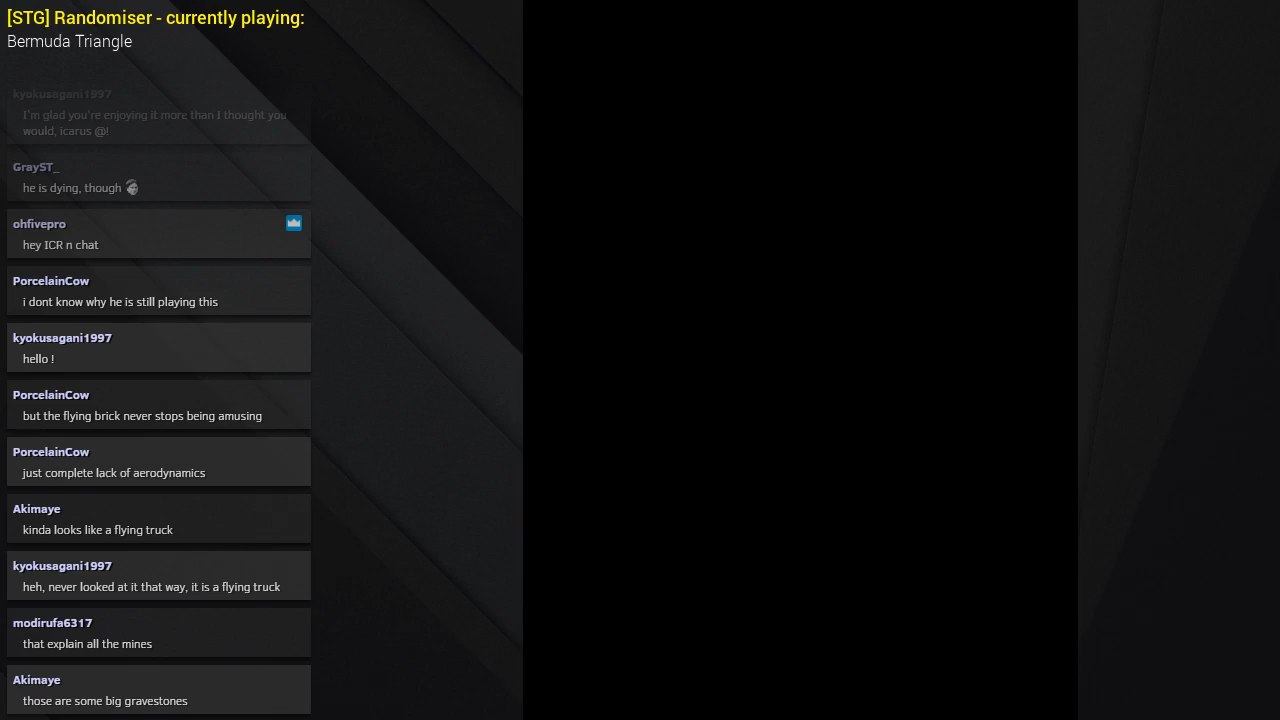 [STG] Randomiser - currently playing:
Bermuda Triangle
kyokusagani1997
I'm glad you're enjoying it more than I thought you
would, icarus @!
GrayST_
he is dying, though
ohfivepro
hey ICR n chat
PorcelainCow
i dont know why he is still playing this
kyokusagani1997
hello !
PorcelainCow
but the flying brick never stops being amusing
PorcelainCow
just complete lack of aerodynamics
Akimaye
kinda looks like a flying truck
kyokusagani1997
heh, never looked at it that way, it is a flying truck
modirufa6317
that explain all the mines
Akimaye
those are some big gravestones